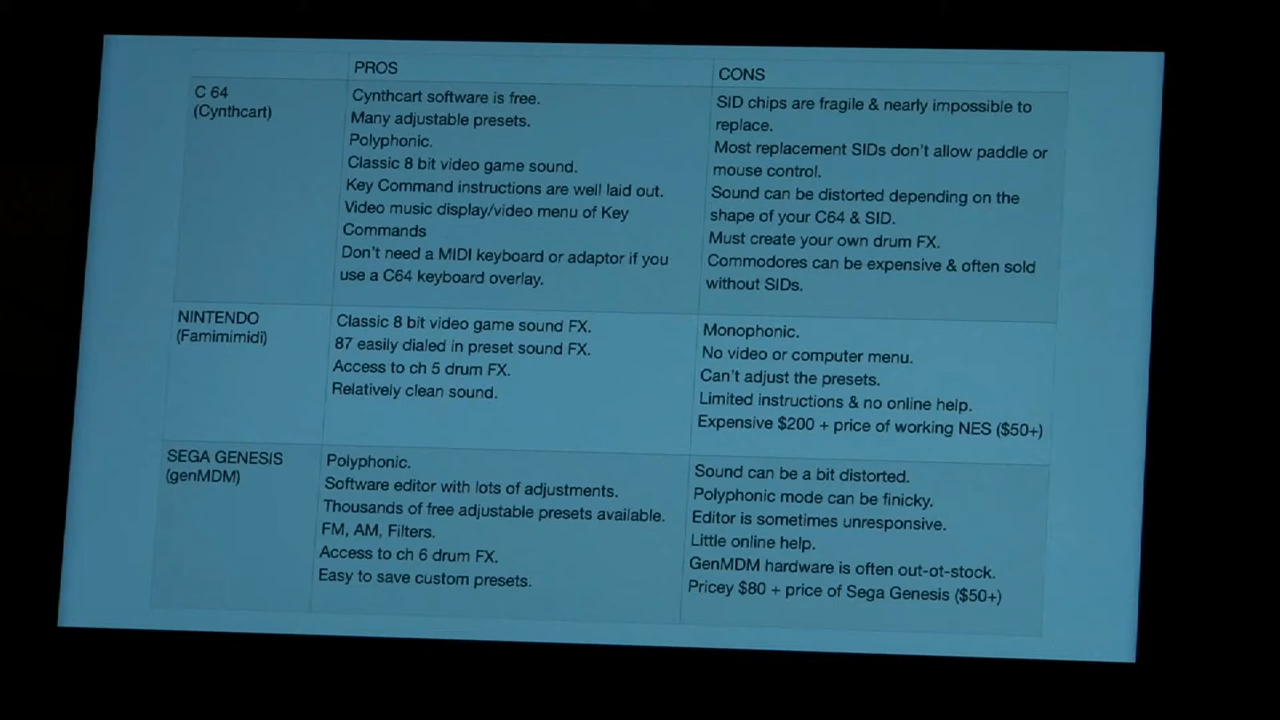 PROS
CONS
C 64
(Cynthcart)
Cynthcart software is free.
Many adjustable presets.
Polyphonic.
Classic 8 bit video game sound.
Key Command instructions are well laid out.
Video music display/video menu of Key
Commands
Don't need a MIDI keyboard or adaptor if you
use a C64 keyboard overlay.
SID chips are fragile & nearly impossible to
replace.
Most replacement SIDs don't allow paddle or
mouse control.
Sound can be distorted depending on the
shape of your C64 & SID.
Must create your own drum FX.
Commodores can be expensive & often sold
without SIDs.
NINTENDO
(Famimimidi)
Classic 8 bit video game sound FX.
87 easily dialed in preset sound FX.
Access to ch 5 drum FX.
Relatively clean sound.
Monophonic.
No video or computer menu.
Can't adjust the presets.
Limited instructions & no online help.
Expensive $200 + price of working NES ($50+)
SEGA GENESIS
(genMDM)
Polyphonic.
Software editor with lots of adjustments.
Thousands of free adjustable presets available.
FM, AM, Filters.
Access to ch 6 drum FX.
Easy to save custom presets.
Sound can be a bit distorted.
Polyphonic mode can be finicky.
Editor is sometimes unresponsive.
Little online help.
GenMDM hardware is often out-ot-stock.
Pricey $80 + price of Sega Genesis ($50+)